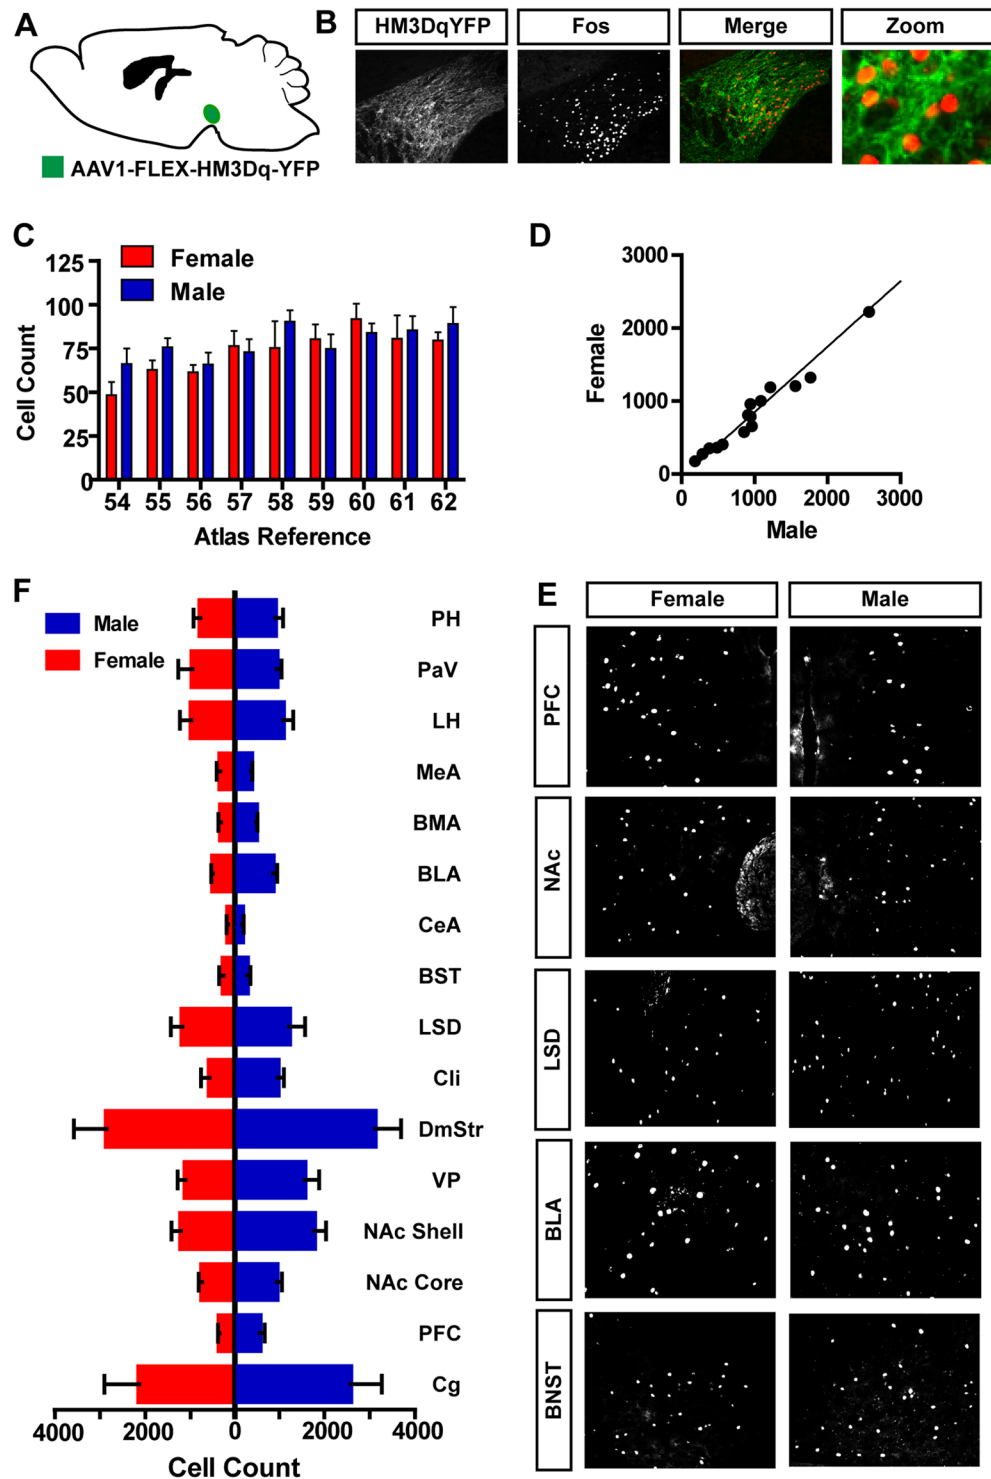 A
AAV1-FLEX-HM3Dq-YFP
B
HM3DqYFP Fos Merge Zoom
C
Female
Male
125
100
75
50
25
0
Cell Count
54 55 56 57 58 59 60 61 62
Atlas Reference
D
3000
2000
1000
0
Female
0 1000 2000 3000
Male
F
Male
Female
PH
PaV
LH
MeA
BMA
BLA
CeA
BST
LSD
Cli
DmStr
VP
NAc Shell
NAc Core
PFC
Cg
4000 2000 0 2000 4000
Cell Count
E
Female Male
PFC
NAc
LSD
BLA
BNST